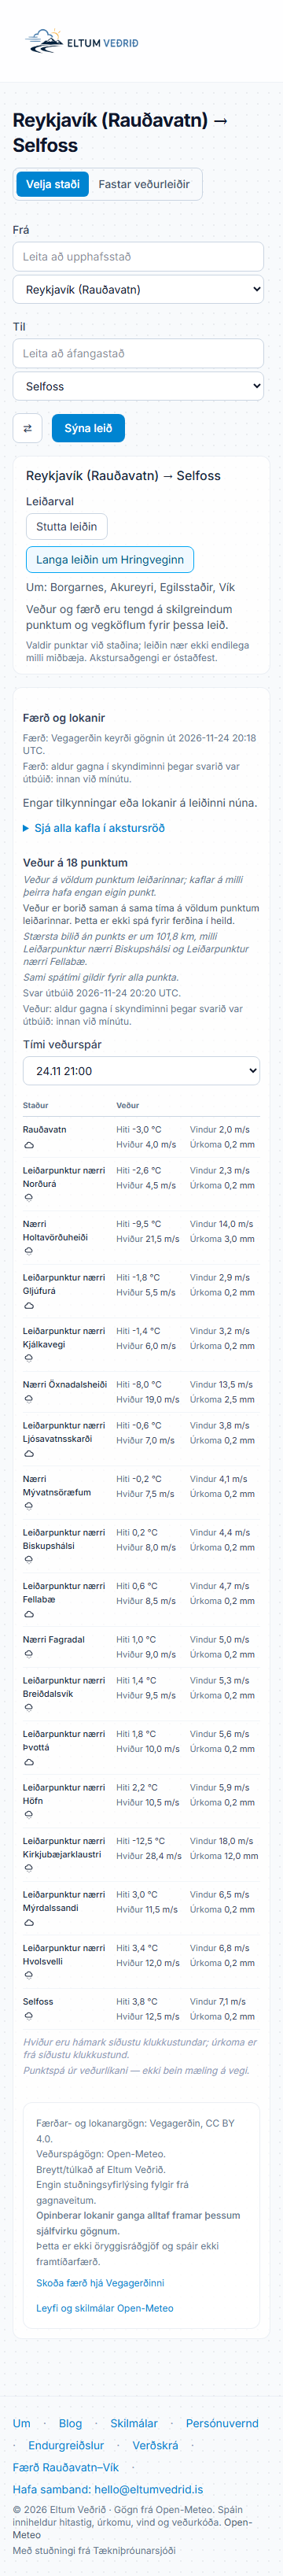 ELTUM VEÐRIÐ
Reykjavík (Rauðavatn) →
Selfoss
Velja staði
Fastar veðurleiðir
Frá
Leita að upphafsstað
Reykjavík (Rauðavatn)
Til
Leita að áfangastað
Selfoss
⇄
Sýna leið
Reykjavík (Rauðavatn) → Selfoss
Leiðarval
Stutta leiðin
Langa leiðin um Hringveginn
Um: Borgarnes, Akureyri, Egilsstaðir, Vík
Veður og færð eru tengd á skilgreindum
punktum og vegköflum fyrir þessa leið.
Valdir punktar við staðina; leiðin nær ekki endilega
milli miðbæja. Akstursaðgengi er óstaðfest.
Færð og lokanir
Færð: Vegagerðin keyrði gögnin út 2026-11-24 20:18
UTC.
Færð: aldur gagna í skyndiminni þegar svarið var
útbúið: innan við mínútu.
Engar tilkynningar eða lokanir á leiðinni núna.
▶ Sjá alla kafla í akstursröð
Veður á 18 punktum
Veður á völdum punktum leiðarinnar; kaflar á milli
þeirra hafa engan eigin punkt.
Veður er borið saman á sama tíma á völdum punktum
leiðarinnar. Þetta er ekki spá fyrir ferðina í heild.
Stærsta bilið án punkts er um 101,8 km, milli
Leiðarpunktur nærri Biskupshálsi og Leiðarpunktur
nærri Fellabæ.
Sami spátími gildir fyrir alla punkta.
Svar útbúið 2026-11-24 20:20 UTC.
Veður: aldur gagna í skyndiminni þegar svarið var
útbúið: innan við mínútu.
Tími veðurspár
24.11 21:00
Staður Veður
Rauðavatn Hiti -3,0 °C Vindur 2,0 m/s
Hviður 4,0 m/s Úrkoma 0,2 mm
Leiðarpunktur nærri Hiti -2,6 °C Vindur 2,3 m/s
Norðurá Hviður 4,5 m/s Úrkoma 0,2 mm
Nærri Hiti -9,5 °C Vindur 14,0 m/s
Holtavörðuheiði Hviður 21,5 m/s Úrkoma 3,0 mm
Leiðarpunktur nærri Hiti -1,8 °C Vindur 2,9 m/s
Gljúfurá Hviður 5,5 m/s Úrkoma 0,2 mm
Leiðarpunktur nærri Hiti -1,4 °C Vindur 3,2 m/s
Kjálkavegi Hviður 6,0 m/s Úrkoma 0,2 mm
Nærri Öxnadalsheiði Hiti -8,0 °C Vindur 13,5 m/s
Hviður 19,0 m/s Úrkoma 2,5 mm
Leiðarpunktur nærri Hiti -0,6 °C Vindur 3,8 m/s
Ljósavatnsskarði Hviður 7,0 m/s Úrkoma 0,2 mm
Nærri Hiti -0,2 °C Vindur 4,1 m/s
Mývatnsöræfum Hviður 7,5 m/s Úrkoma 0,2 mm
Leiðarpunktur nærri Hiti 0,2 °C Vindur 4,4 m/s
Biskupshálsi Hviður 8,0 m/s Úrkoma 0,2 mm
Leiðarpunktur nærri Hiti 0,6 °C Vindur 4,7 m/s
Fellabæ Hviður 8,5 m/s Úrkoma 0,2 mm
Nærri Fagradal Hiti 1,0 °C Vindur 5,0 m/s
Hviður 9,0 m/s Úrkoma 0,2 mm
Leiðarpunktur nærri Hiti 1,4 °C Vindur 5,3 m/s
Breiðdalsvík Hviður 9,5 m/s Úrkoma 0,2 mm
Leiðarpunktur nærri Hiti 1,8 °C Vindur 5,6 m/s
Þvottá Hviður 10,0 m/s Úrkoma 0,2 mm
Leiðarpunktur nærri Hiti 2,2 °C Vindur 5,9 m/s
Höfn Hviður 10,5 m/s Úrkoma 0,2 mm
Leiðarpunktur nærri Hiti -12,5 °C Vindur 18,0 m/s
Kirkjubæjarklaustri Hviður 28,4 m/s Úrkoma 12,0 mm
Leiðarpunktur nærri Hiti 3,0 °C Vindur 6,5 m/s
Mýrdalssandi Hviður 11,5 m/s Úrkoma 0,2 mm
Leiðarpunktur nærri Hiti 3,4 °C Vindur 6,8 m/s
Hvolsvelli Hviður 12,0 m/s Úrkoma 0,2 mm
Selfoss Hiti 3,8 °C Vindur 7,1 m/s
Hviður 12,5 m/s Úrkoma 0,2 mm
Hviður eru hámark síðustu klukkustundar; úrkoma er
frá síðustu klukkustund.
Punktspá úr veðurlíkani — ekki bein mæling á vegi.
Færðar- og lokanargögn: Vegagerðin, CC BY
4.0.
Veðurspágögn: Open-Meteo.
Breytt/túlkað af Eltum Veðrið.
Engin stuðningsyfirlýsing fylgir frá
gagnaveitum.
Opinberar lokanir ganga alltaf framar þessum
sjálfvirku gögnum.
Þetta er ekki öryggisráðgjöf og spáir ekki
framtíðarfærð.
Skoða færð hjá Vegagerðinni
Leyfi og skilmálar Open-Meteo
Um · Blog · Skilmálar · Persónuvernd
· Endurgreiðslur · Verðskrá ·
Færð Rauðavatn–Vík ·
Hafa samband: hello@eltumvedrid.is
© 2026 Eltum Veðrið · Gögn frá Open-Meteo. Spáin
inniheldur hitastig, úrkomu, vind og veðurkóða. Open-
Meteo
Með stuðningi frá Tækniþróunarsjóði